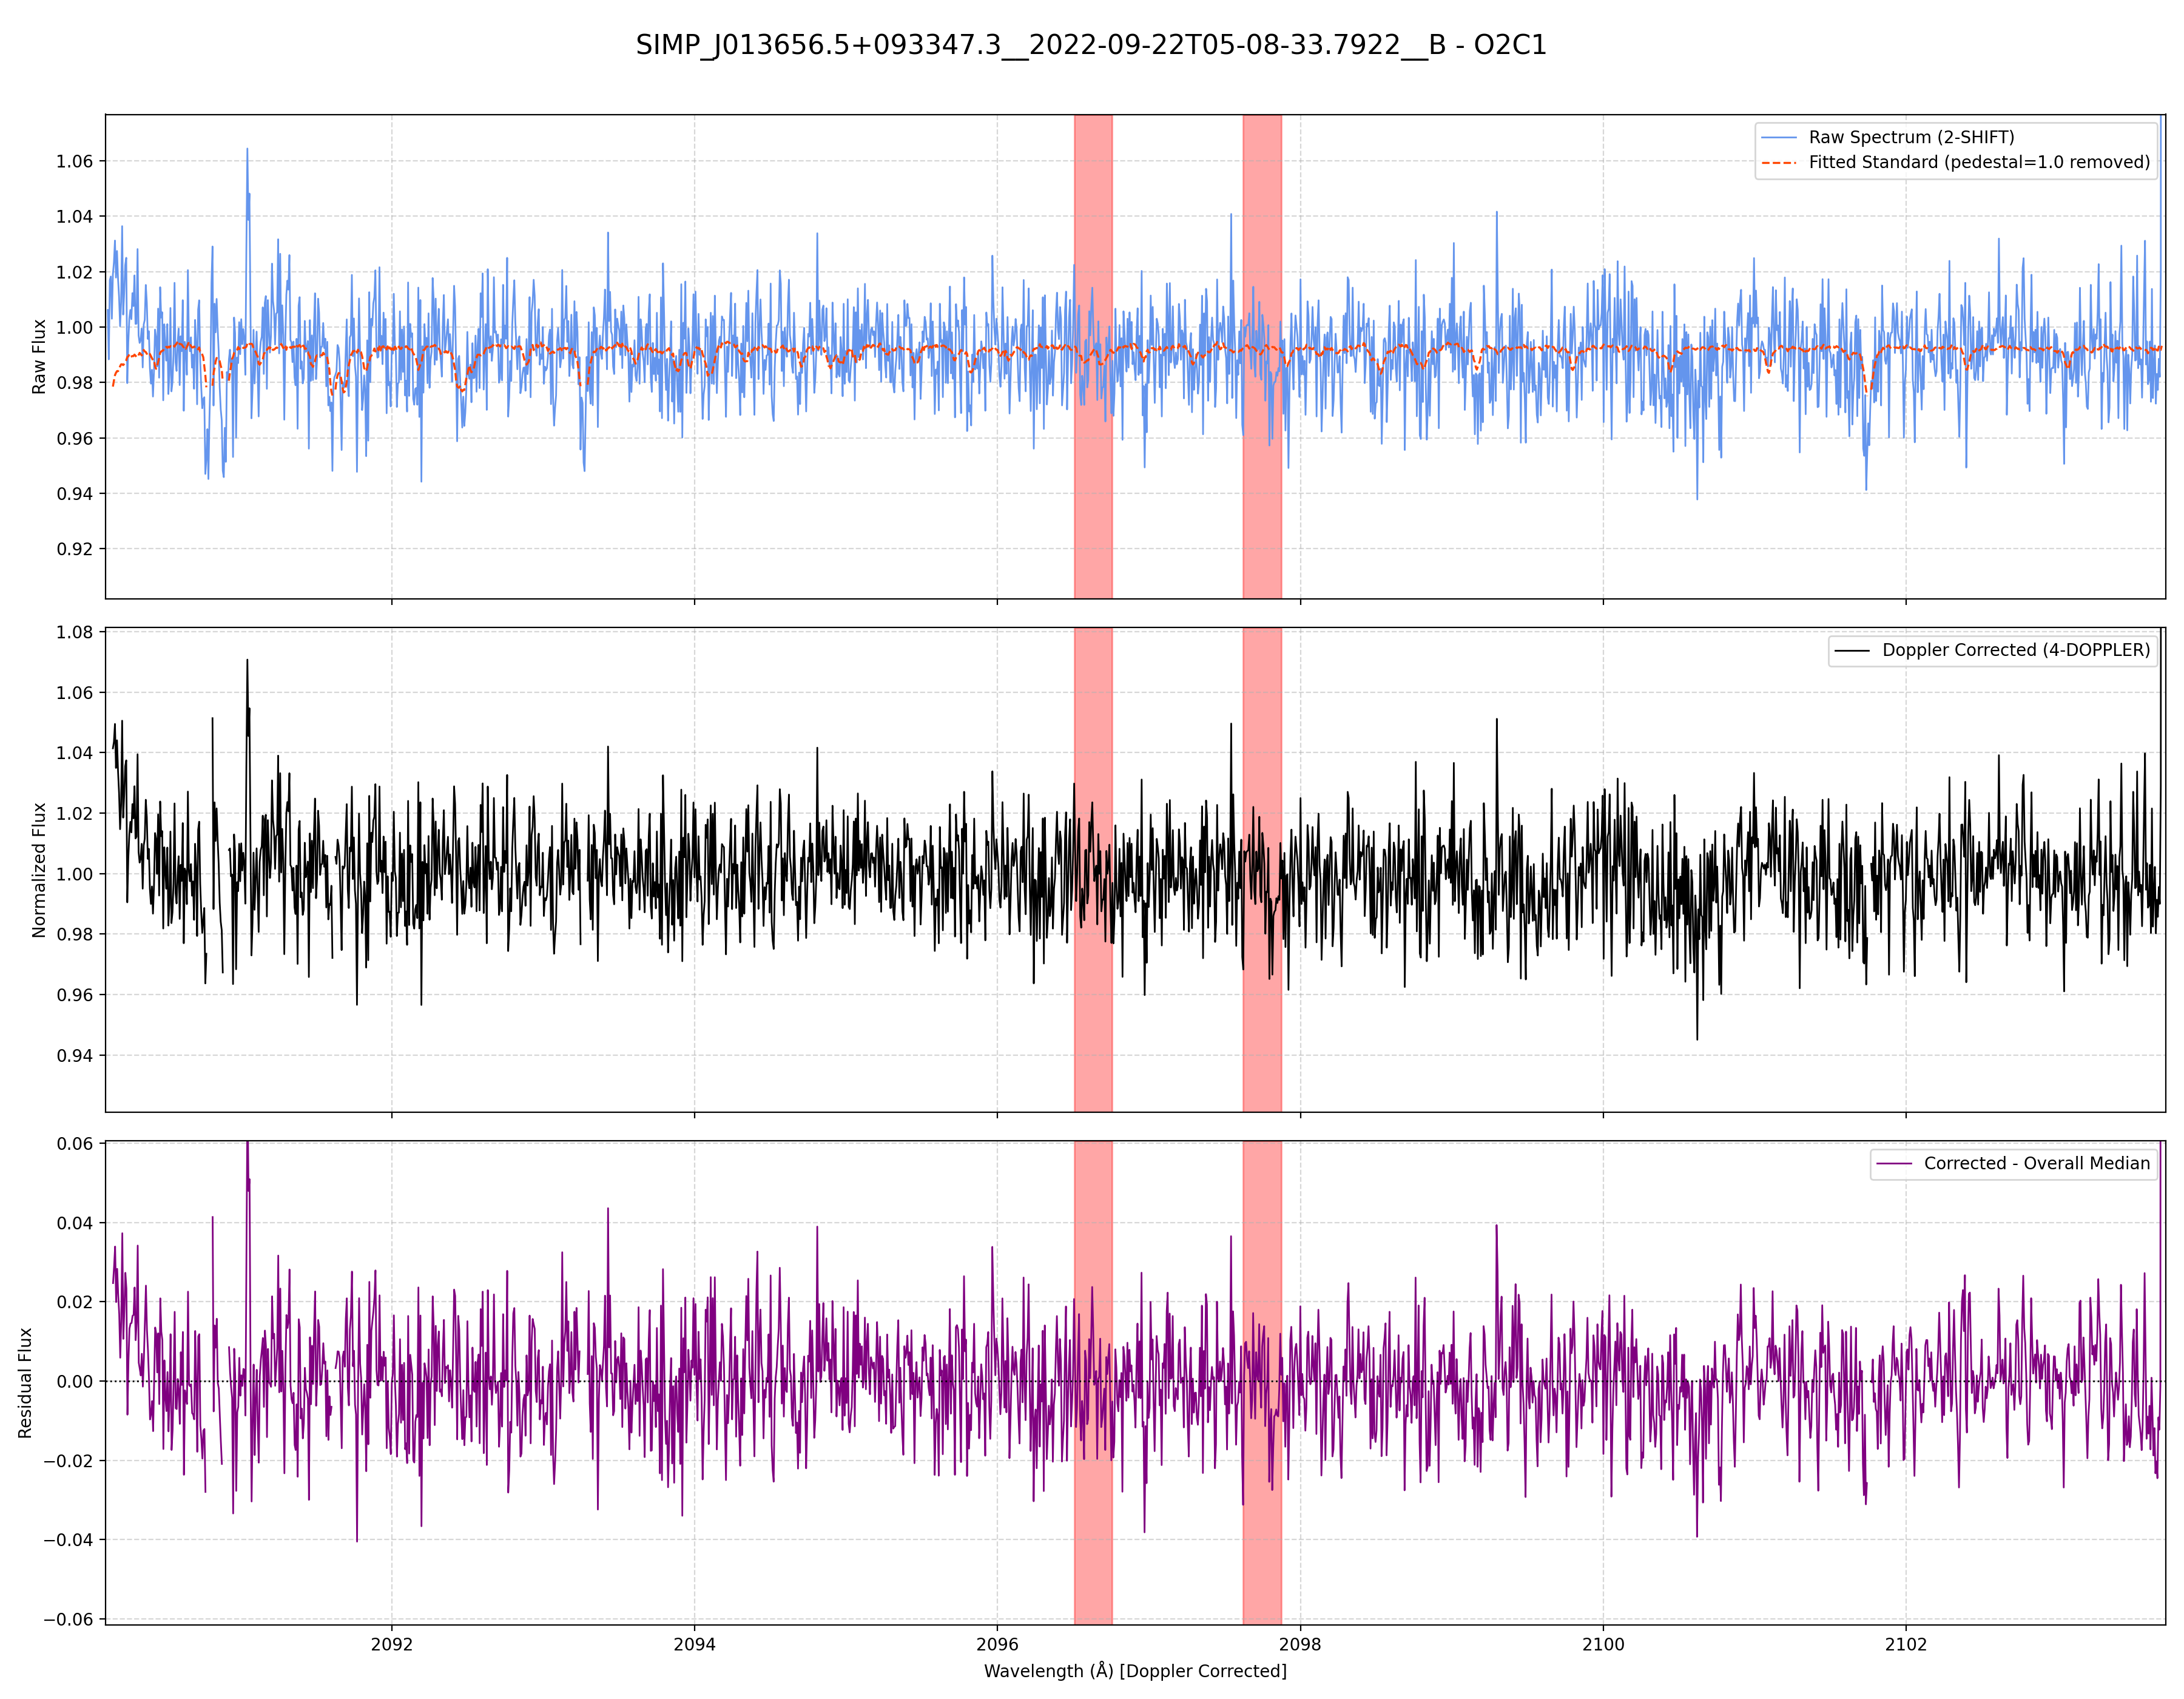 SIMP_J013656.5+093347.3__2022-09-22T05-08-33.7922__B - O2C1
Raw Flux
1.06
1.04
1.02
1.00
0.98
0.96
0.94
0.92
Raw Spectrum (2-SHIFT)
Fitted Standard (pedestal=1.0 removed)
Normalized Flux
1.08
1.06
1.04
1.02
1.00
0.98
0.96
0.94
Doppler Corrected (4-DOPPLER)
Residual Flux
0.06
0.04
0.02
0.00
−0.02
−0.04
−0.06
Corrected - Overall Median
2092 2094 2096 2098 2100 2102
Wavelength (Å) [Doppler Corrected]